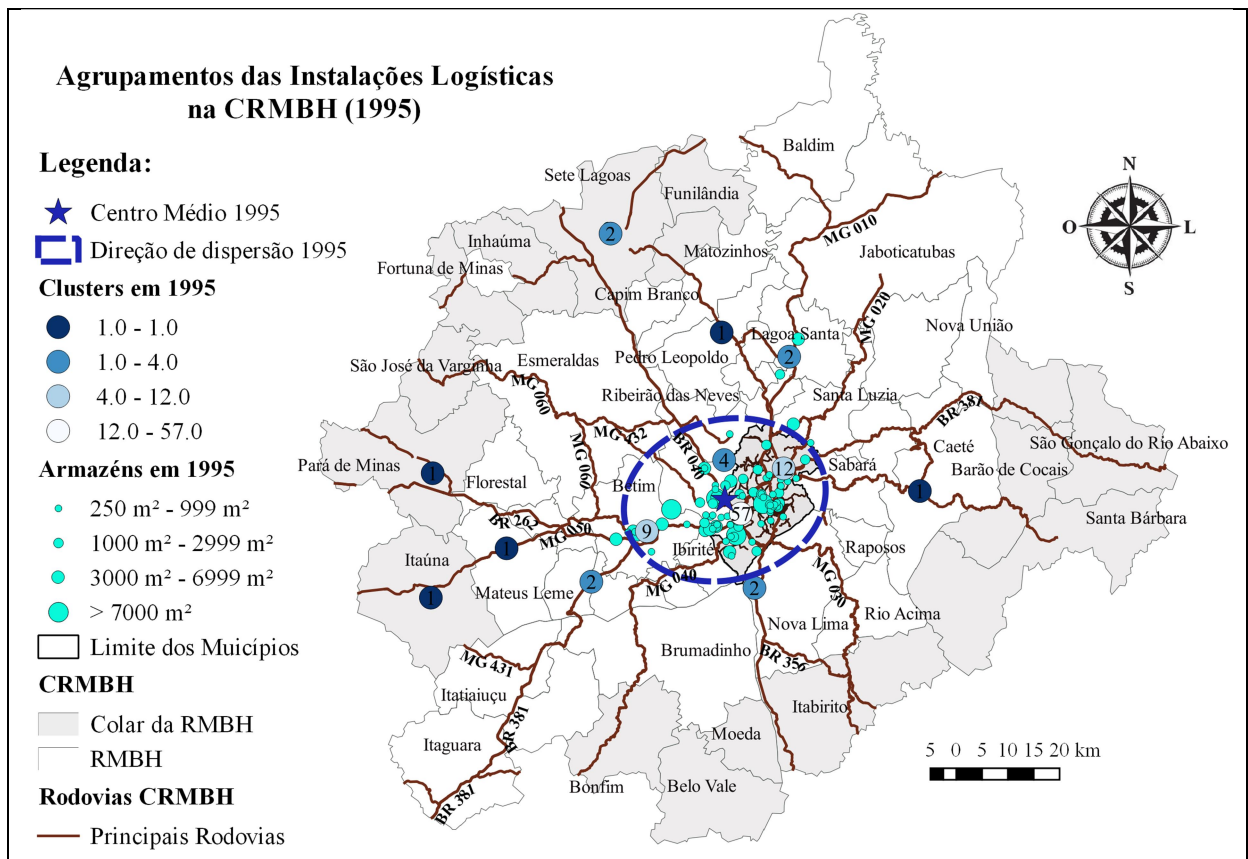 Agrupamentos das Instalações Logísticas
na CRMBH (1995)
Legenda:
Centro Médio 1995
Direção de dispersão 1995
Clusters em 1995
1.0 - 1.0
1.0 - 4.0
4.0 - 12.0
12.0 - 57.0
Armazéns em 1995
250 m² - 999 m²
1000 m² - 2999 m²
3000 m² - 6999 m²
> 7000 m²
Limite dos Muicípios
CRMBH
Colar da RMBH
RMBH
Rodovias CRMBH
Principais Rodovias
N
O
L
S
Baldim
Sete Lagoas
Funilândia
2
MG 010
Inhaúma
Matozinhos
Jaboticatubas
Fortuna de Minas
Capim Branco
MG 020
Nova União
1
Lagoa Santa
2
Pedro Leopoldo
Esmeraldas
São José da Varginha
MG 060
Ribeirão das Neves
Santa Luzia
BR 381
MG 432
BR 040
São Gonçalo do Rio Abaixo
Caeté
Pará de Minas
1
MG 060
4
12
Sabará
Barão de Cocais
Florestal
Betim
1
57
Santa Bárbara
BR 262
MG 050
9
Itaúna
1
Ibirité
Raposos
MG 040
MG 030
2
2
1
Mateus Leme
Rio Acima
Nova Lima
Brumadinho
BR 356
MG 431
Itatiaiuçu
Itabirito
BR 381
Moeda
Itaguara
Bonfim
Belo Vale
BR 381
5 0 5 10 15 20 km